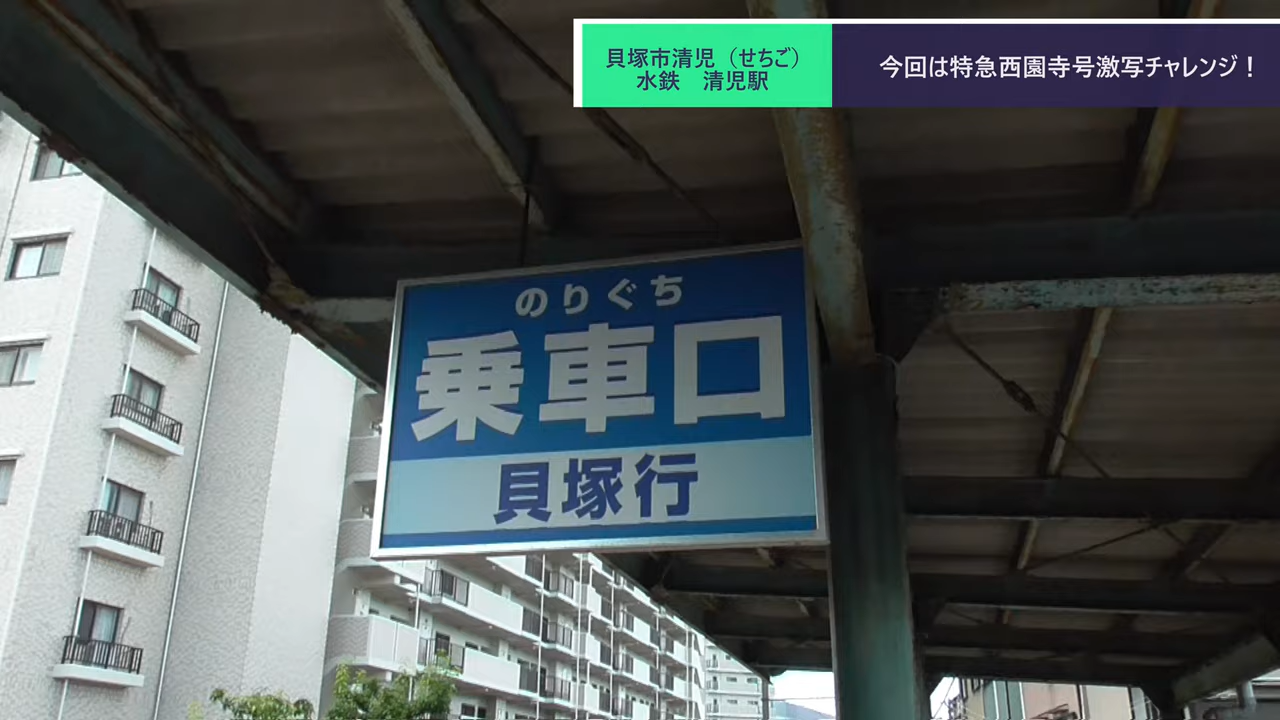 貝塚市清児（せちご）
水鉄　清児駅
今回は特急西園寺号激写チャレンジ！
のりぐち
乗車口
貝塚行